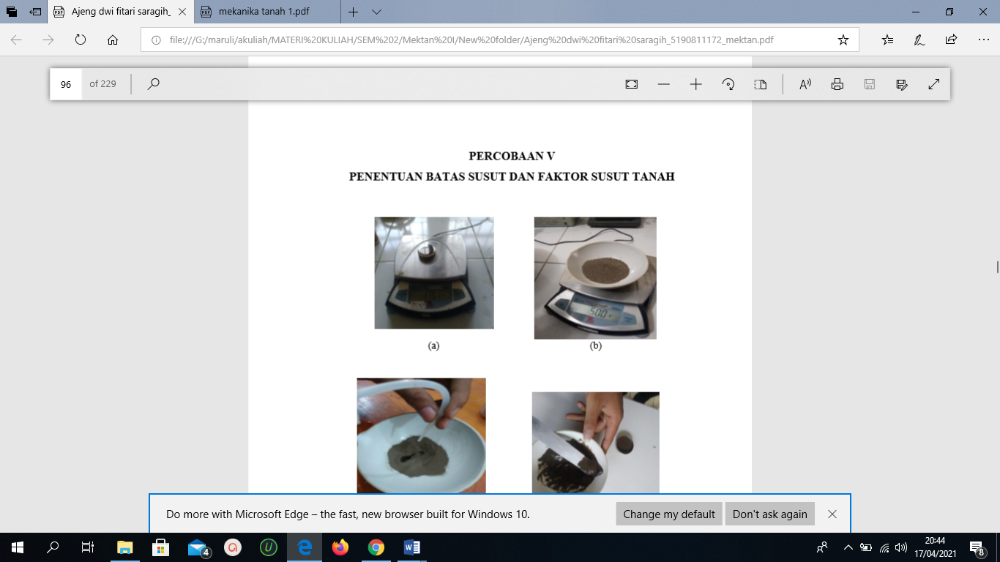 Ajeng dwi fitari saragih_
mekanika tanah 1.pdf
file:///G:/maruli/akuliah/MATERI%20KULIAH/SEM%202/Mektan%20I/New%20folder/Ajeng%20dwi%20fitari%20saragih_5190811172_mektan.pdf
96 of 229
PERCOBAAN V
PENENTUAN BATAS SUSUT DAN FAKTOR SUSUT TANAH
500
(a)
(b)
Do more with Microsoft Edge – the fast, new browser built for Windows 10.
Change my default
Don't ask again
4
20:44
17/04/2021
8